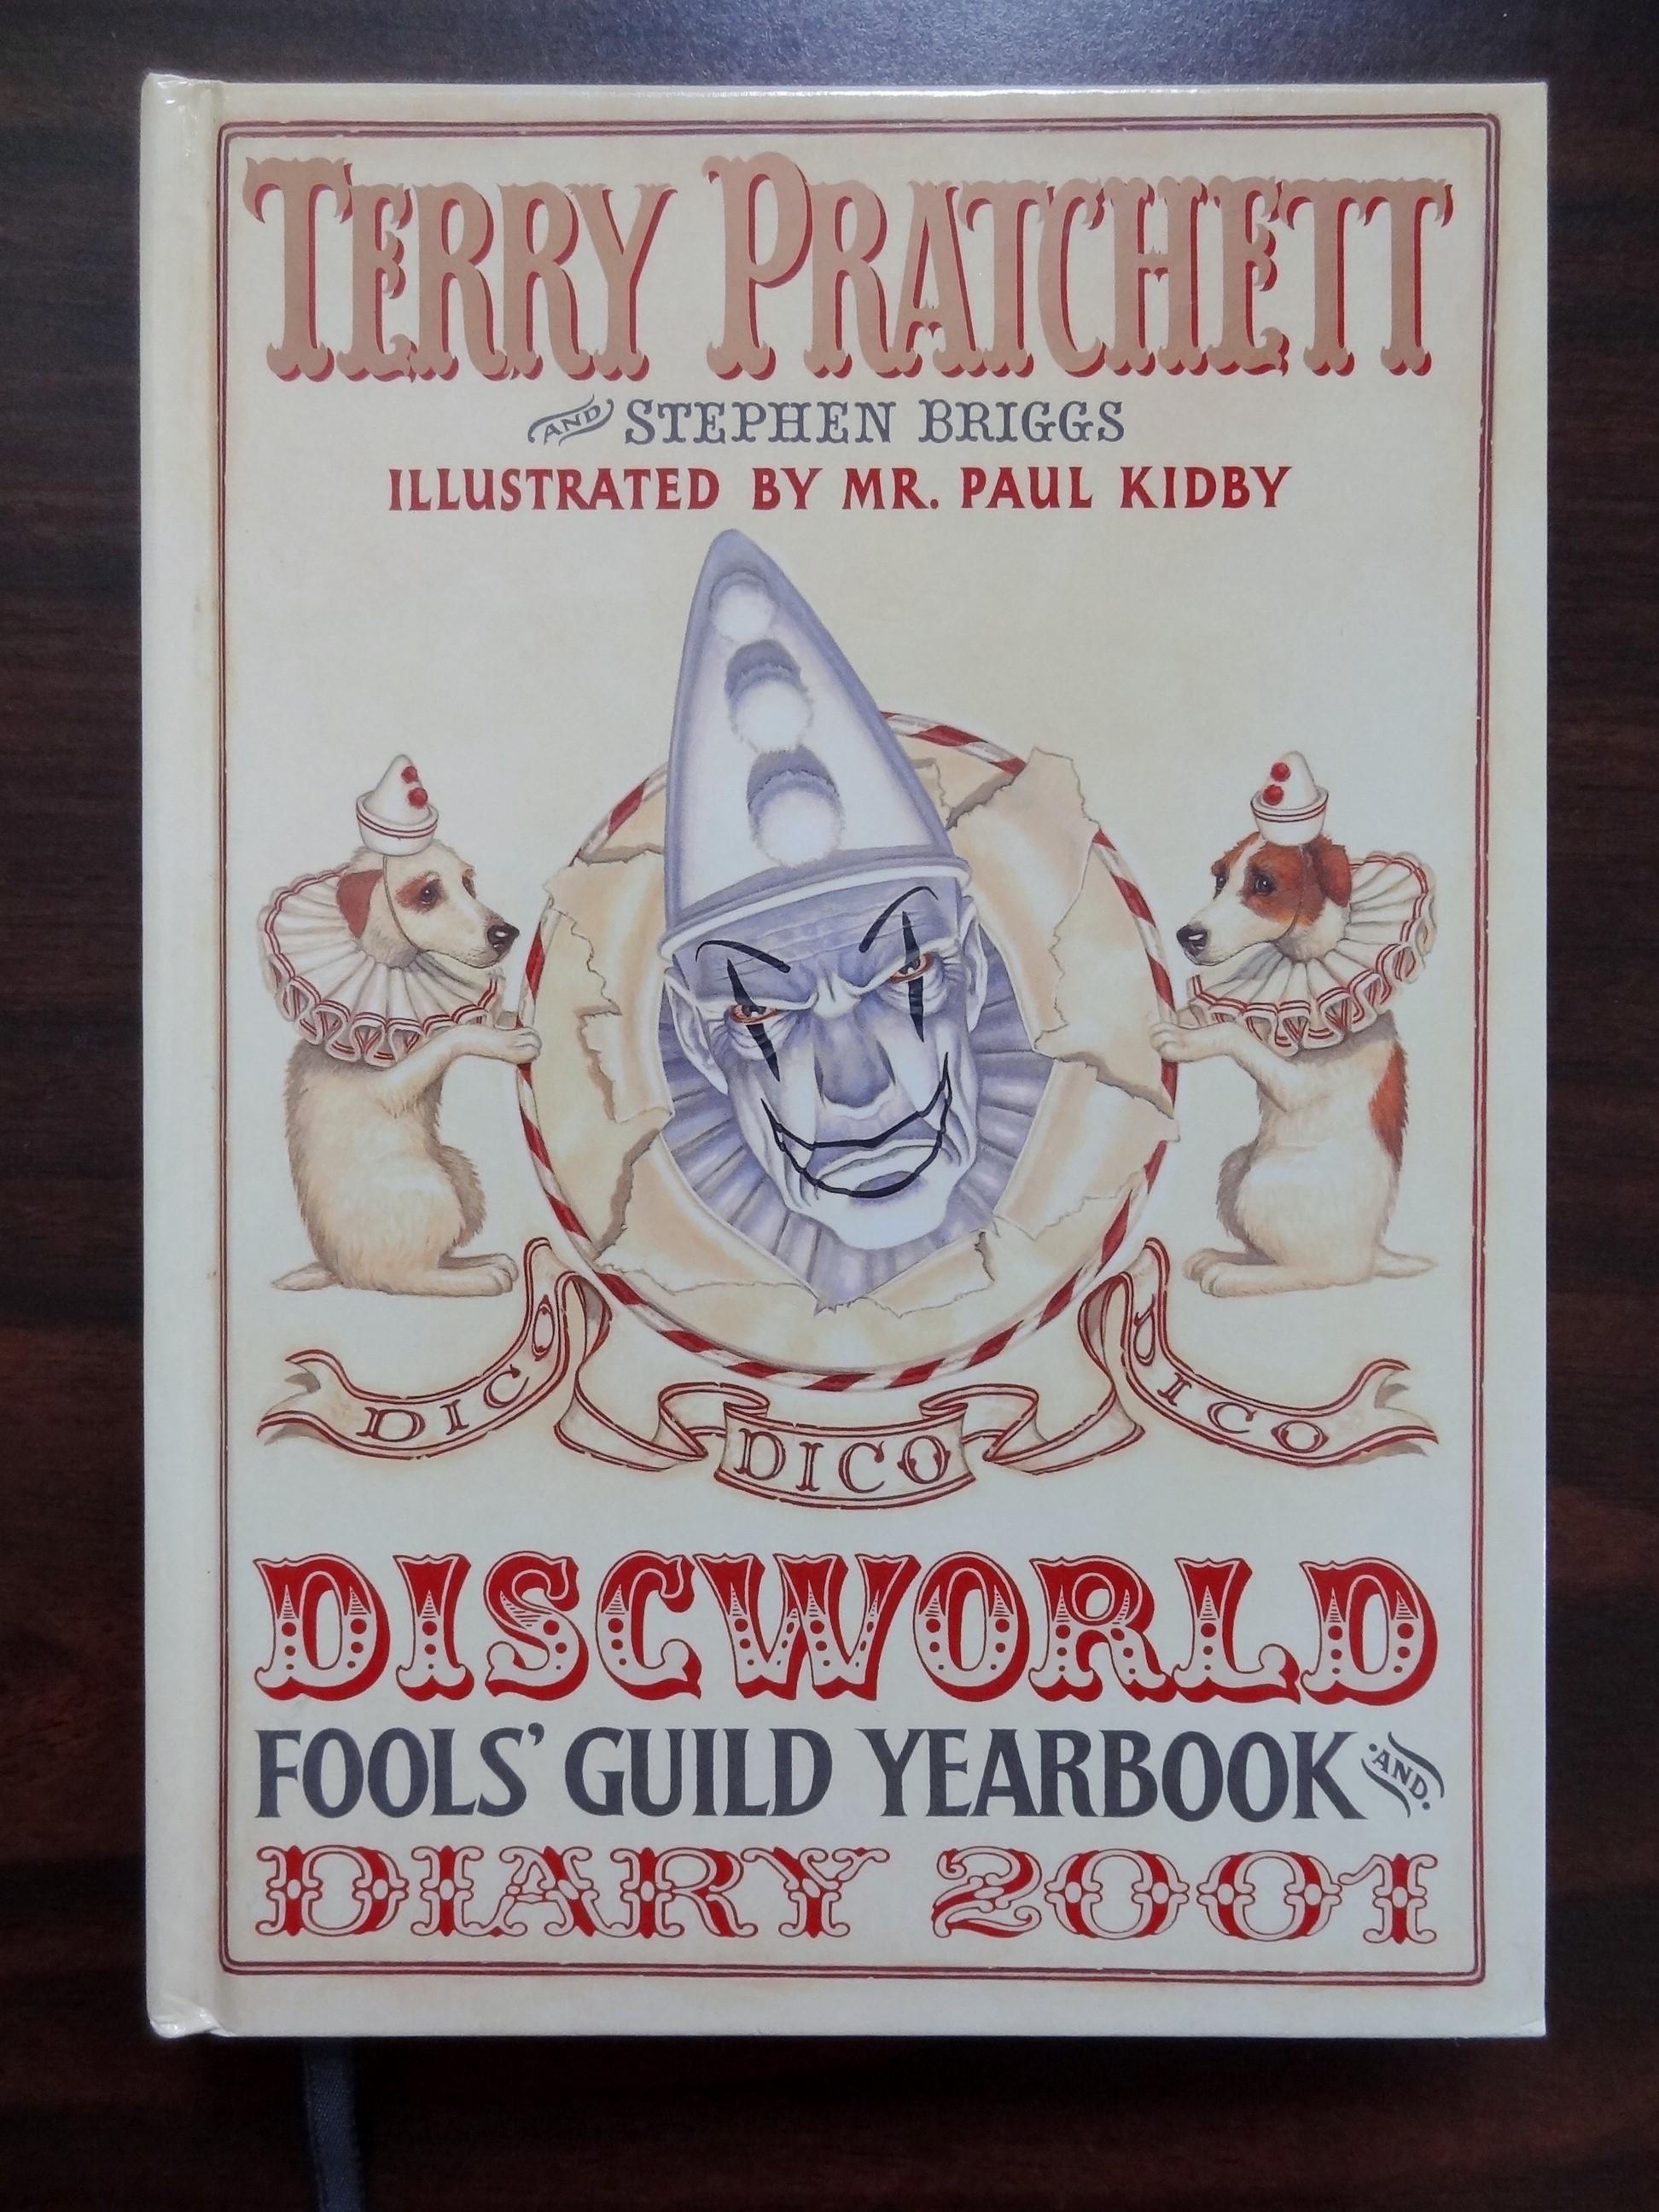 TERRY PRATCHETT
AND STEPHEN BRIGGS
ILLUSTRATED BY MR. PAUL KIDBY
DICO DICO DICO
DISCWORLD
FOOLS' GUILD YEARBOOK AND
DIARY 2001